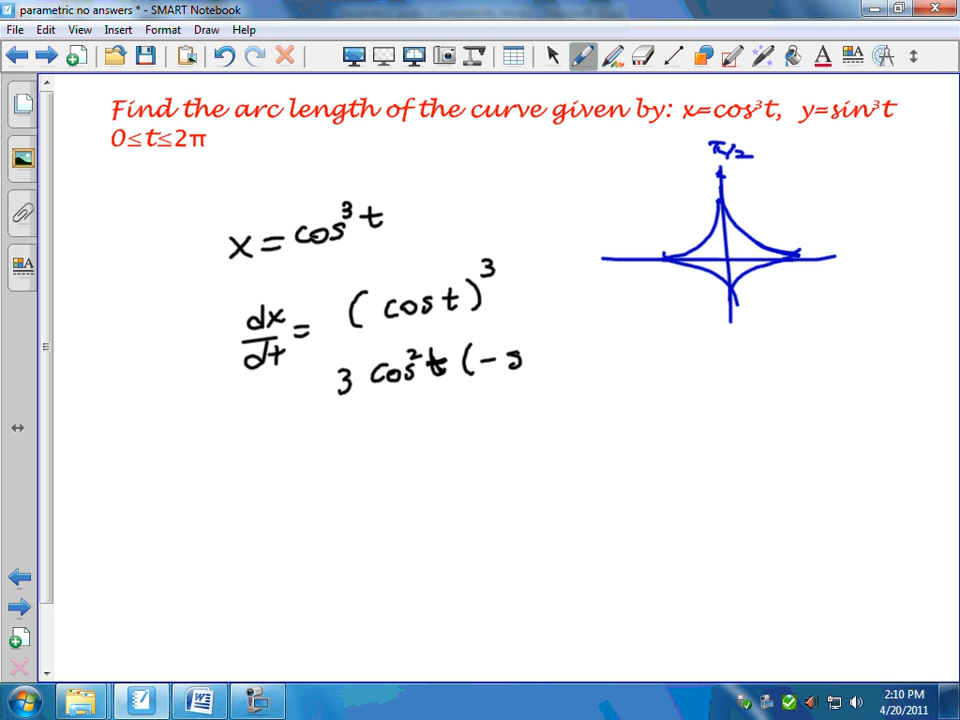 parametric no answers * - SMART Notebook
File Edit View Insert Format Draw Help
Find the arc length of the curve given by: x=cos³t, y=sin³t
0≤t≤2π
π/2
x = cos³ t
dx/dt = (cos t)³
3 cos² t (- s
2:10 PM
4/20/2011